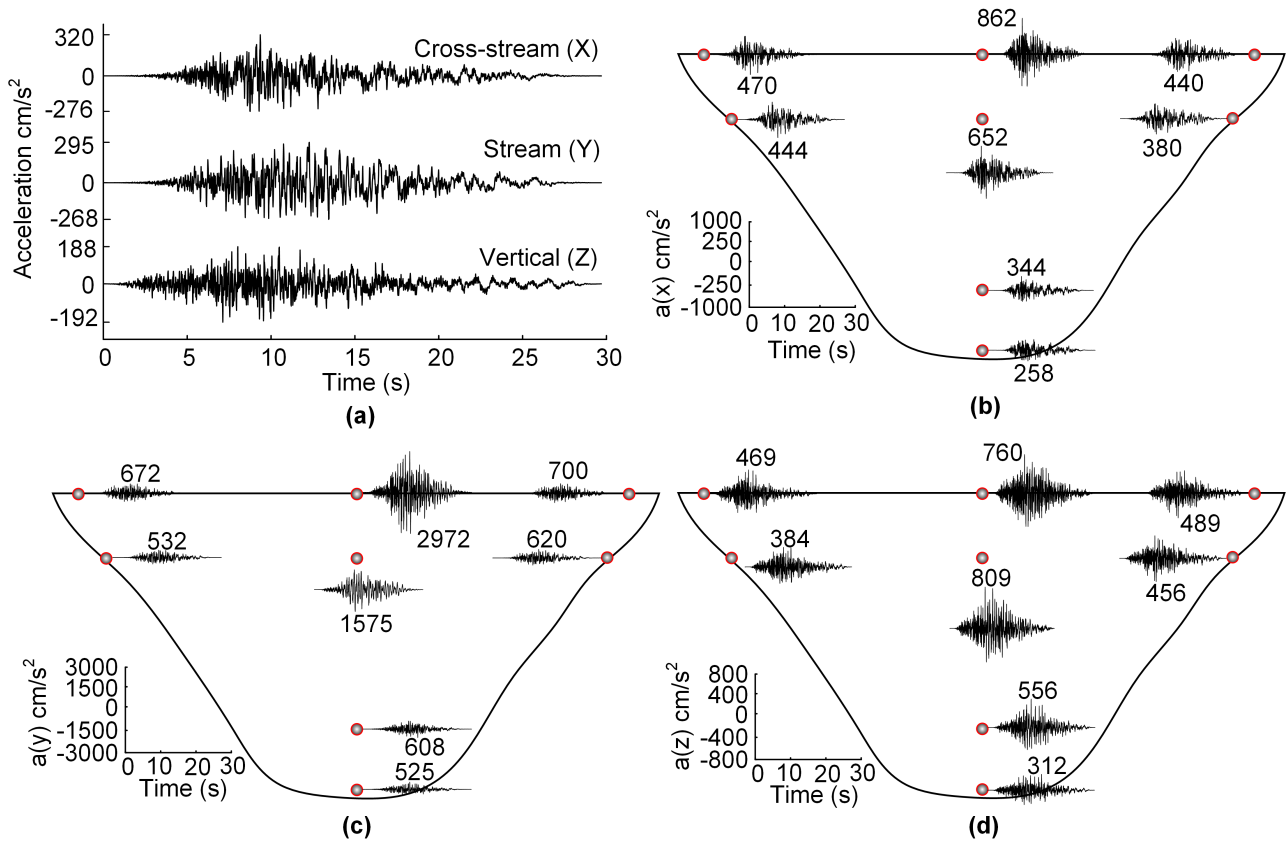 Acceleration cm/s²
320
0
-276
Cross-stream (X)
295
0
-268
Stream (Y)
188
0
-192
Vertical (Z)
0 5 10 15 20 25 30
Time (s)
(a)
862
470
440
444
652
380
344
258
a(x) cm/s²
1000
250
0
-250
-1000
0 10 20 30
Time (s)
(b)
672
700
2972
532
620
1575
608
525
a(y) cm/s²
3000
1500
0
-1500
-3000
0 10 20 30
Time (s)
(c)
469
760
489
384
456
809
556
312
a(z) cm/s²
800
400
0
-400
-800
0 10 20 30
Time (s)
(d)